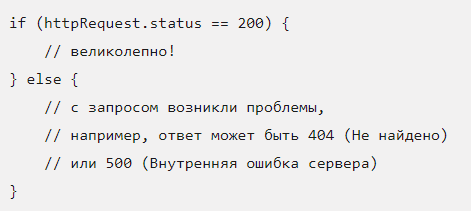 if (httpRequest.status == 200) {
    // великолепно!
} else {
    // с запросом возникли проблемы,
    // например, ответ может быть 404 (Не найдено)
    // или 500 (Внутренняя ошибка сервера)
}